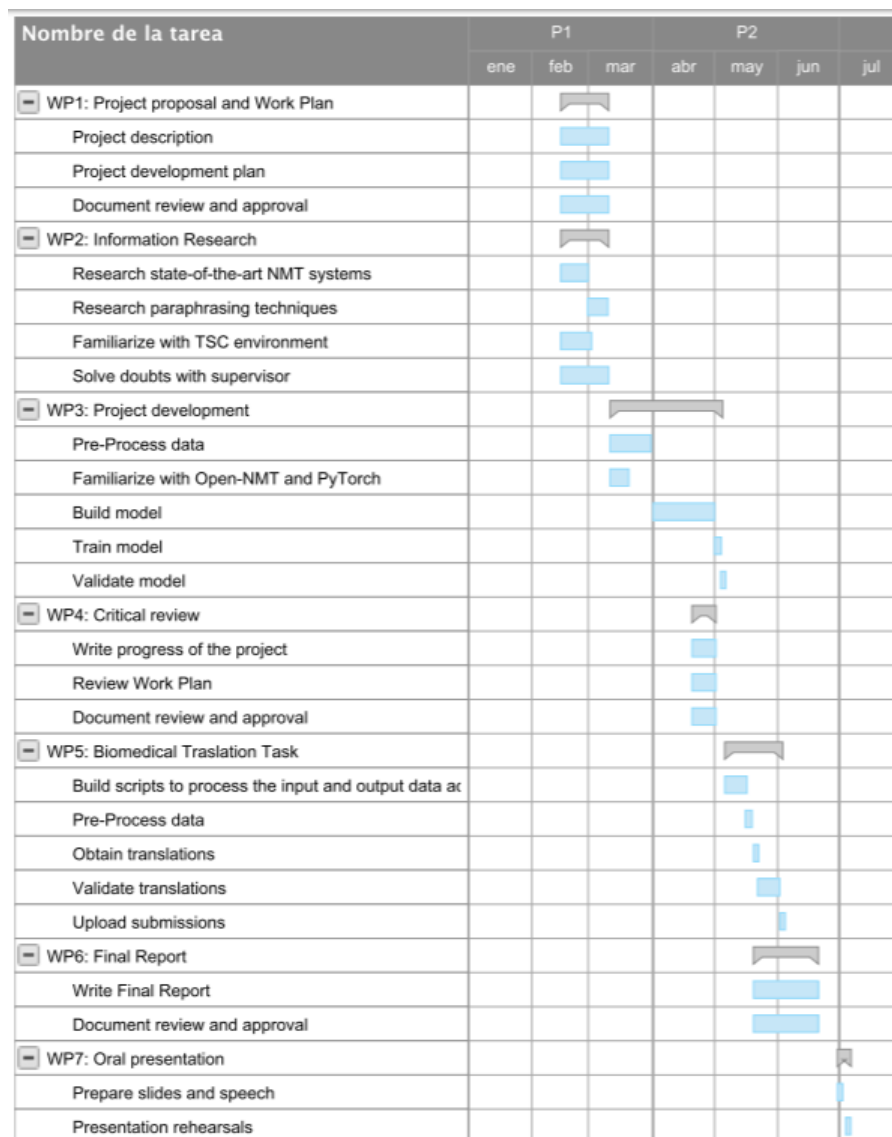 Nombre de la tarea
P1 P2
ene feb mar abr may jun jul
WP1: Project proposal and Work Plan
Project description
Project development plan
Document review and approval
WP2: Information Research
Research state-of-the-art NMT systems
Research paraphrasing techniques
Familiarize with TSC environment
Solve doubts with supervisor
WP3: Project development
Pre-Process data
Familiarize with Open-NMT and PyTorch
Build model
Train model
Validate model
WP4: Critical review
Write progress of the project
Review Work Plan
Document review and approval
WP5: Biomedical Traslation Task
Build scripts to process the input and output data ac
Pre-Process data
Obtain translations
Validate translations
Upload submissions
WP6: Final Report
Write Final Report
Document review and approval
WP7: Oral presentation
Prepare slides and speech
Presentation rehearsals